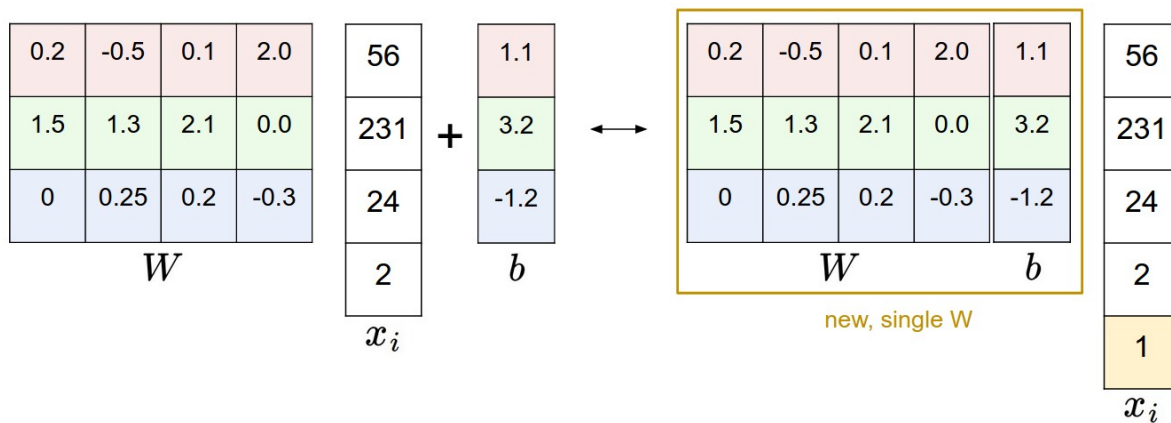 0.2 -0.5 0.1 2.0 56 1.1 0.2 -0.5 0.1 2.0 1.1 56
1.5 1.3 2.1 0.0 231 + 3.2 ↔ 1.5 1.3 2.1 0.0 3.2 231
0 0.25 0.2 -0.3 24 -1.2 0 0.25 0.2 -0.3 -1.2 24
W 2 b W b 2
new, single W
x_i 1
x_i